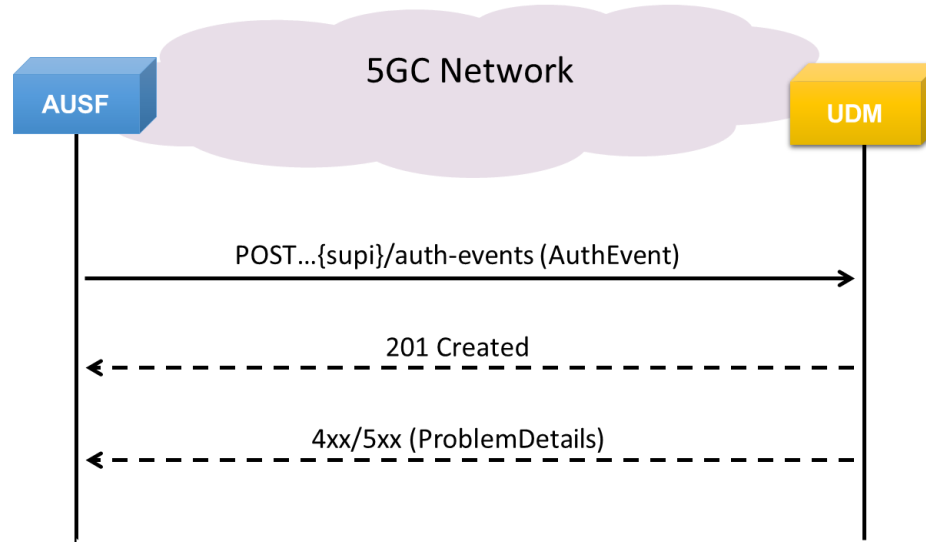 5GC Network
AUSF
UDM
POST...{supi}/auth-events (AuthEvent)
201 Created
4xx/5xx (ProblemDetails)